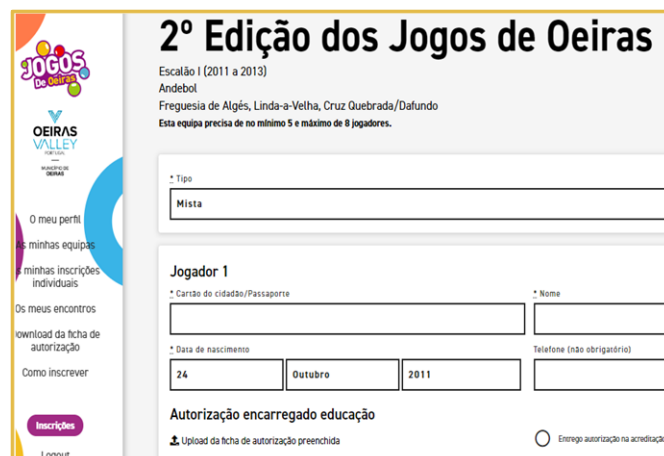 JOGOS
De Oeiras
OEIRAS
VALLEY
PORTUGAL
MUNICÍPIO DE
OEIRAS
O meu perfil
As minhas equipas
minhas inscrições
individuais
Os meus encontros
Download da ficha de
autorização
Como inscrever
Inscrições
Logout
2º Edição dos Jogos de Oeiras
Escalão I (2011 a 2013)
Andebol
Freguesia de Algés, Linda-a-Velha, Cruz Quebrada/Dafundo
Esta equipa precisa de no mínimo 5 e máximo de 8 jogadores.
* Tipo
Mista
Jogador 1
* Cartão do cidadão/Passaporte
* Nome
* Data de nascimento
Telefone (não obrigatório)
24 Outubro 2011
Autorização encarregado educação
Upload da ficha de autorização preenchida
Entrego autorização na acreditação